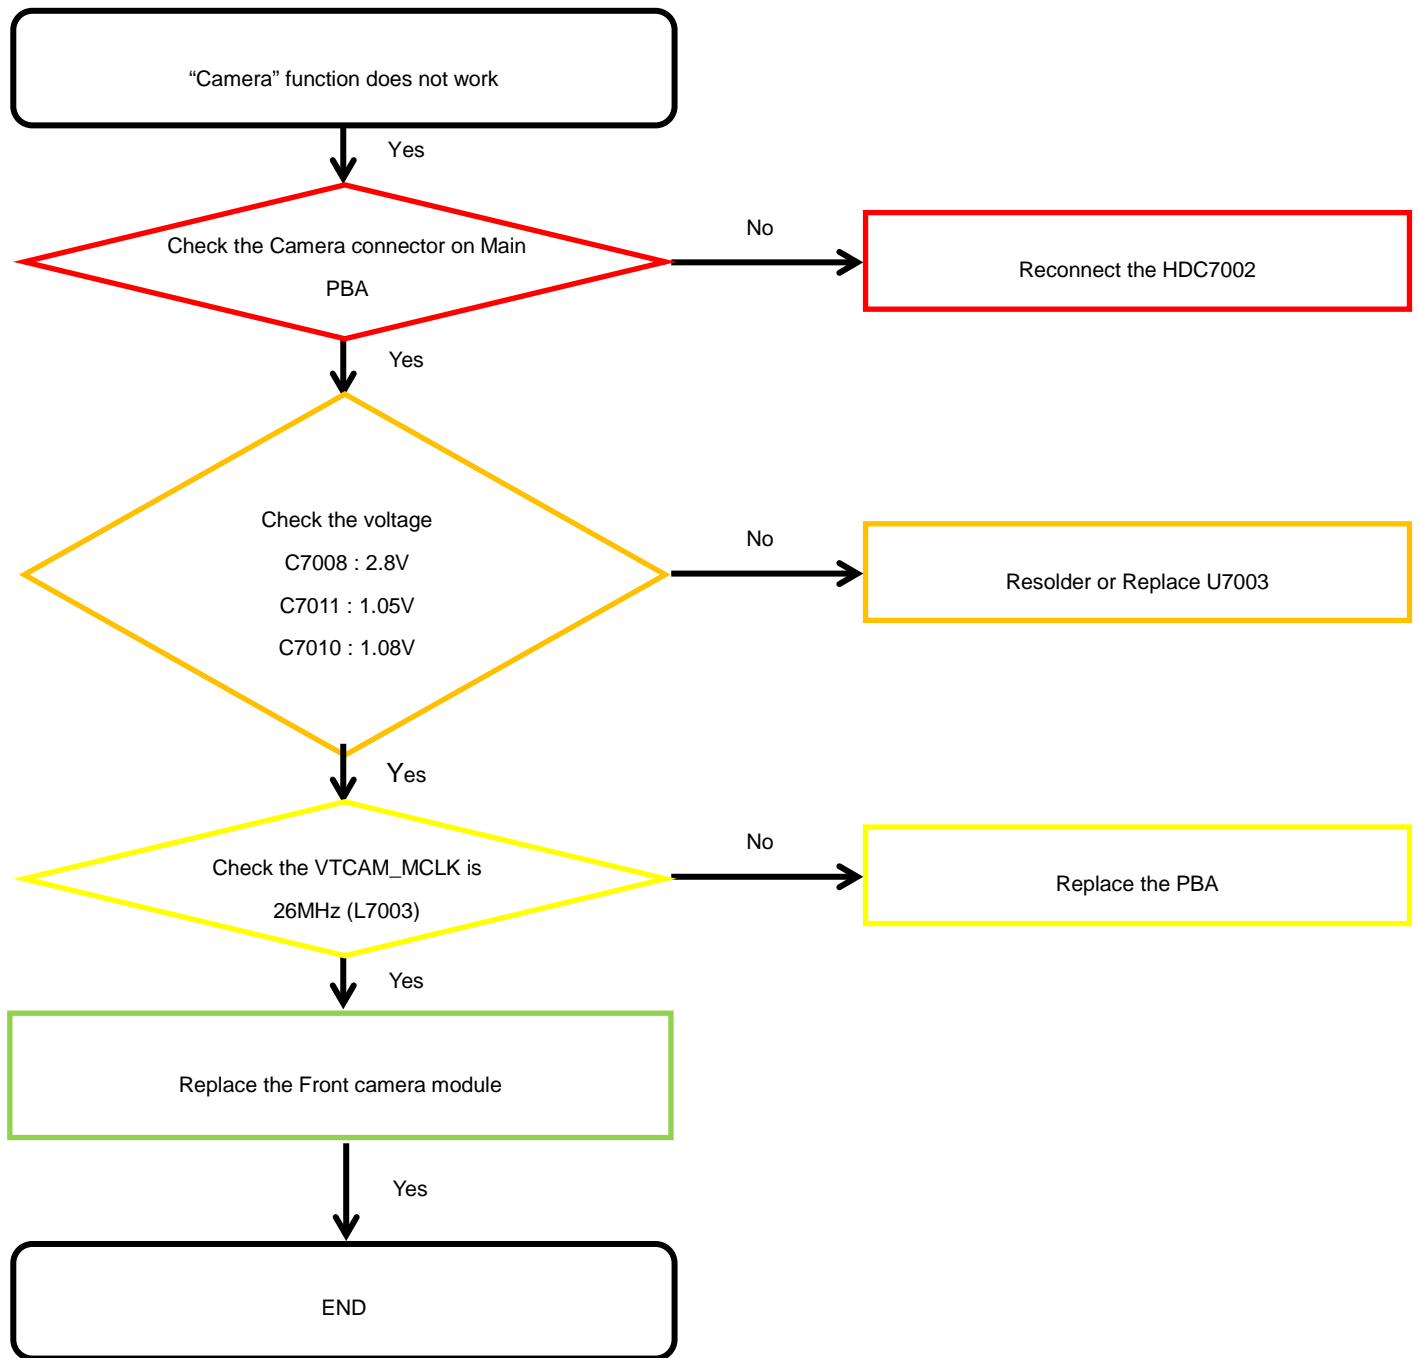 “Camera” function does not work
Yes
Check the Camera connector on Main
PBA
No
Reconnect the HDC7002
Yes
Check the voltage
C7008 : 2.8V
C7011 : 1.05V
C7010 : 1.08V
No
Resolder or Replace U7003
Yes
Check the VTCAM_MCLK is
26MHz (L7003)
No
Replace the PBA
Yes
Replace the Front camera module
Yes
END